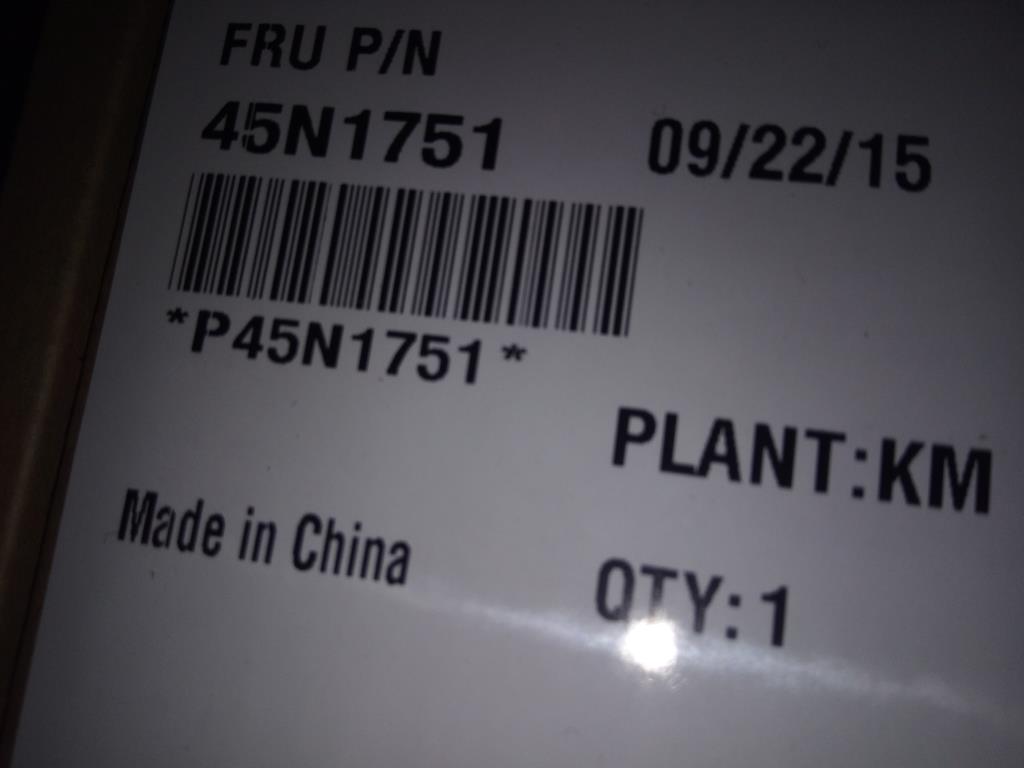 FRU P/N
45N1751 09/22/15
*P45N1751*
PLANT:KM
Made in China
QTY:1